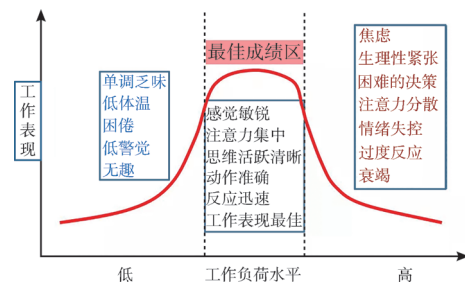 最佳成绩区
工作表现
单调乏味
低体温
困倦
低警觉
无趣
感觉敏锐
注意力集中
思维活跃清晰
动作准确
反应迅速
工作表现最佳
焦虑
生理性紧张
困难的决策
注意力分散
情绪失控
过度反应
衰竭
低
工作负荷水平
高